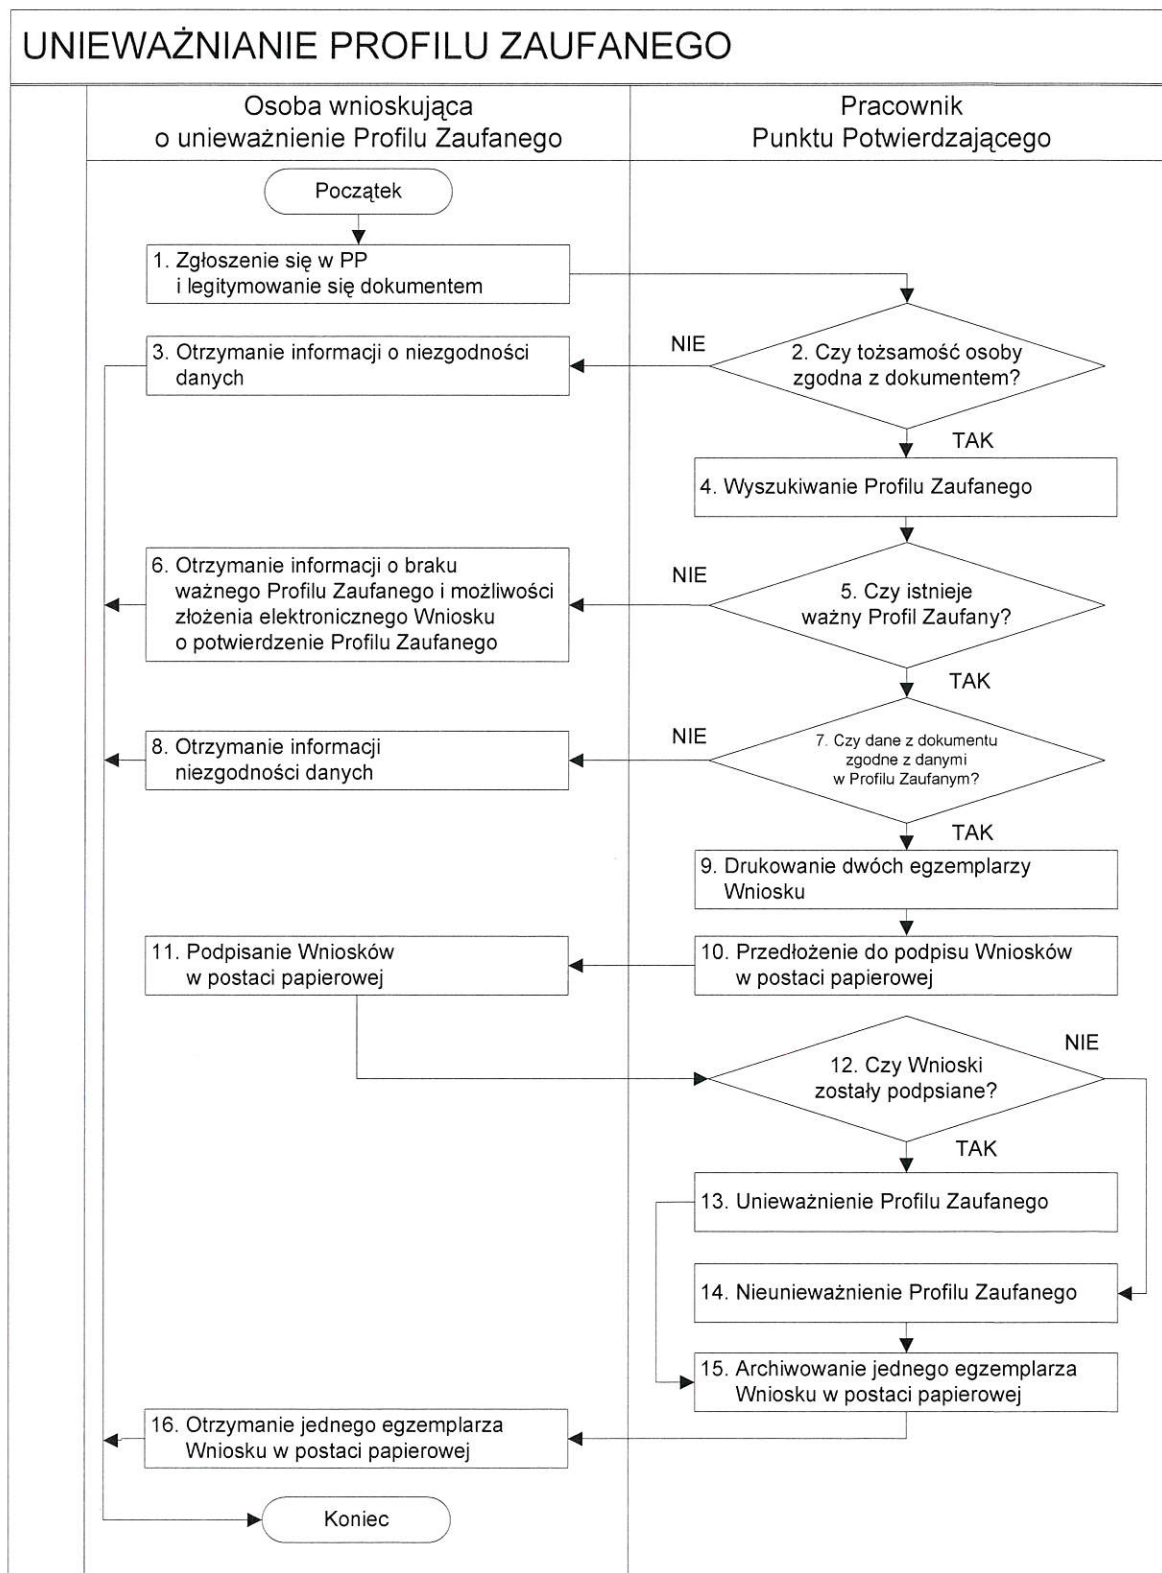 UNIEWAŻNIANIE PROFILU ZAUFANEGO
Osoba wnioskująca
o unieważnienie Profilu Zaufanego
Pracownik
Punktu Potwierdzającego
Początek
1. Zgłoszenie się w PP
i legitymowanie się dokumentem
2. Czy tożsamość osoby
zgodna z dokumentem?
NIE
3. Otrzymanie informacji o niezgodności
danych
TAK
4. Wyszukiwanie Profilu Zaufanego
5. Czy istnieje
ważny Profil Zaufany?
NIE
6. Otrzymanie informacji o braku
ważnego Profilu Zaufanego i możliwości
złożenia elektronicznego Wniosku
o potwierdzenie Profilu Zaufanego
TAK
7. Czy dane z dokumentu
zgodne z danymi
w Profilu Zaufanym?
NIE
8. Otrzymanie informacji
niezgodności danych
TAK
9. Drukowanie dwóch egzemplarzy
Wniosku
10. Przedłożenie do podpisu Wniosków
w postaci papierowej
11. Podpisanie Wniosków
w postaci papierowej
12. Czy Wnioski
zostały podpsiane?
NIE
TAK
13. Unieważnienie Profilu Zaufanego
14. Nieunieważnienie Profilu Zaufanego
15. Archiwowanie jednego egzemplarza
Wniosku w postaci papierowej
16. Otrzymanie jednego egzemplarza
Wniosku w postaci papierowej
Koniec